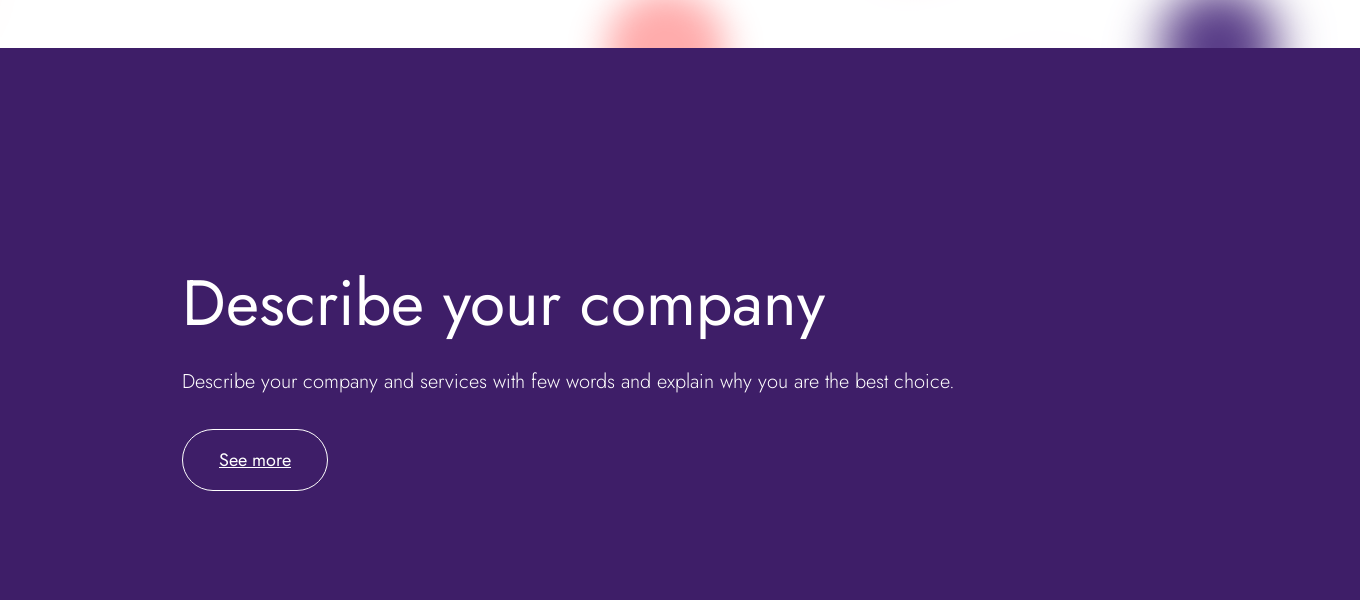 Describe your company
Describe your company and services with few words and explain why you are the best choice.
See more